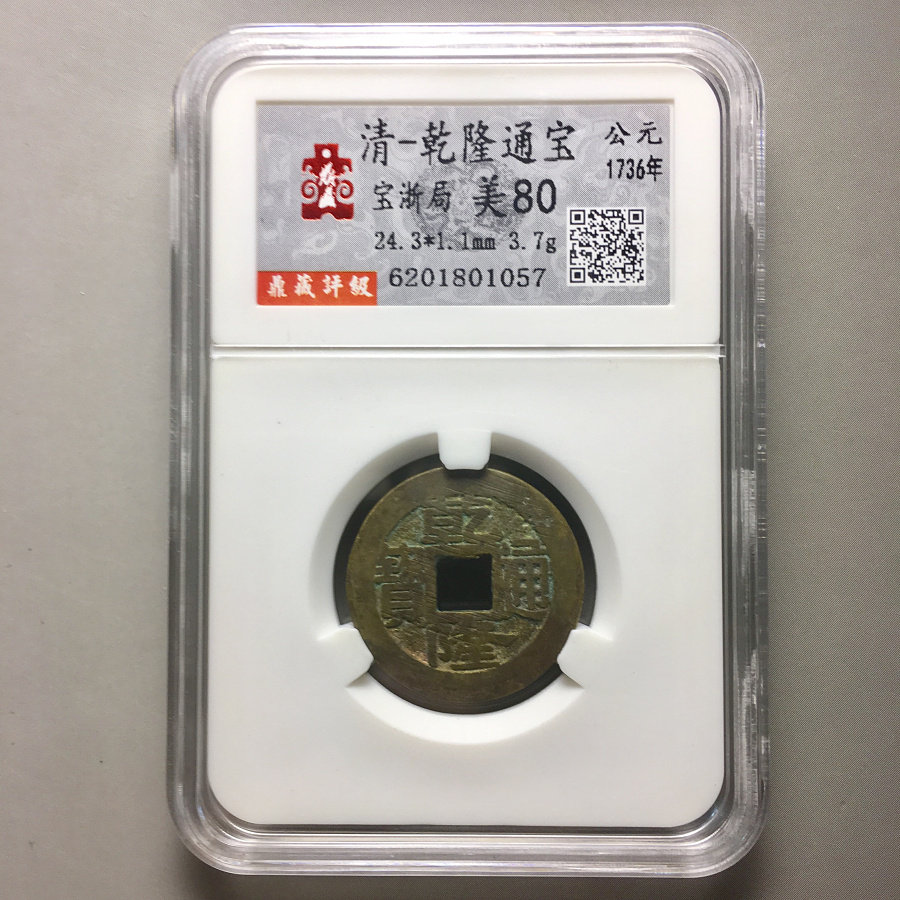 清-乾隆通宝
公元
1736年
宝浙局 美80
24.3*1.1mm 3.7g
鼎藏評級
6201801057
乾隆通寳